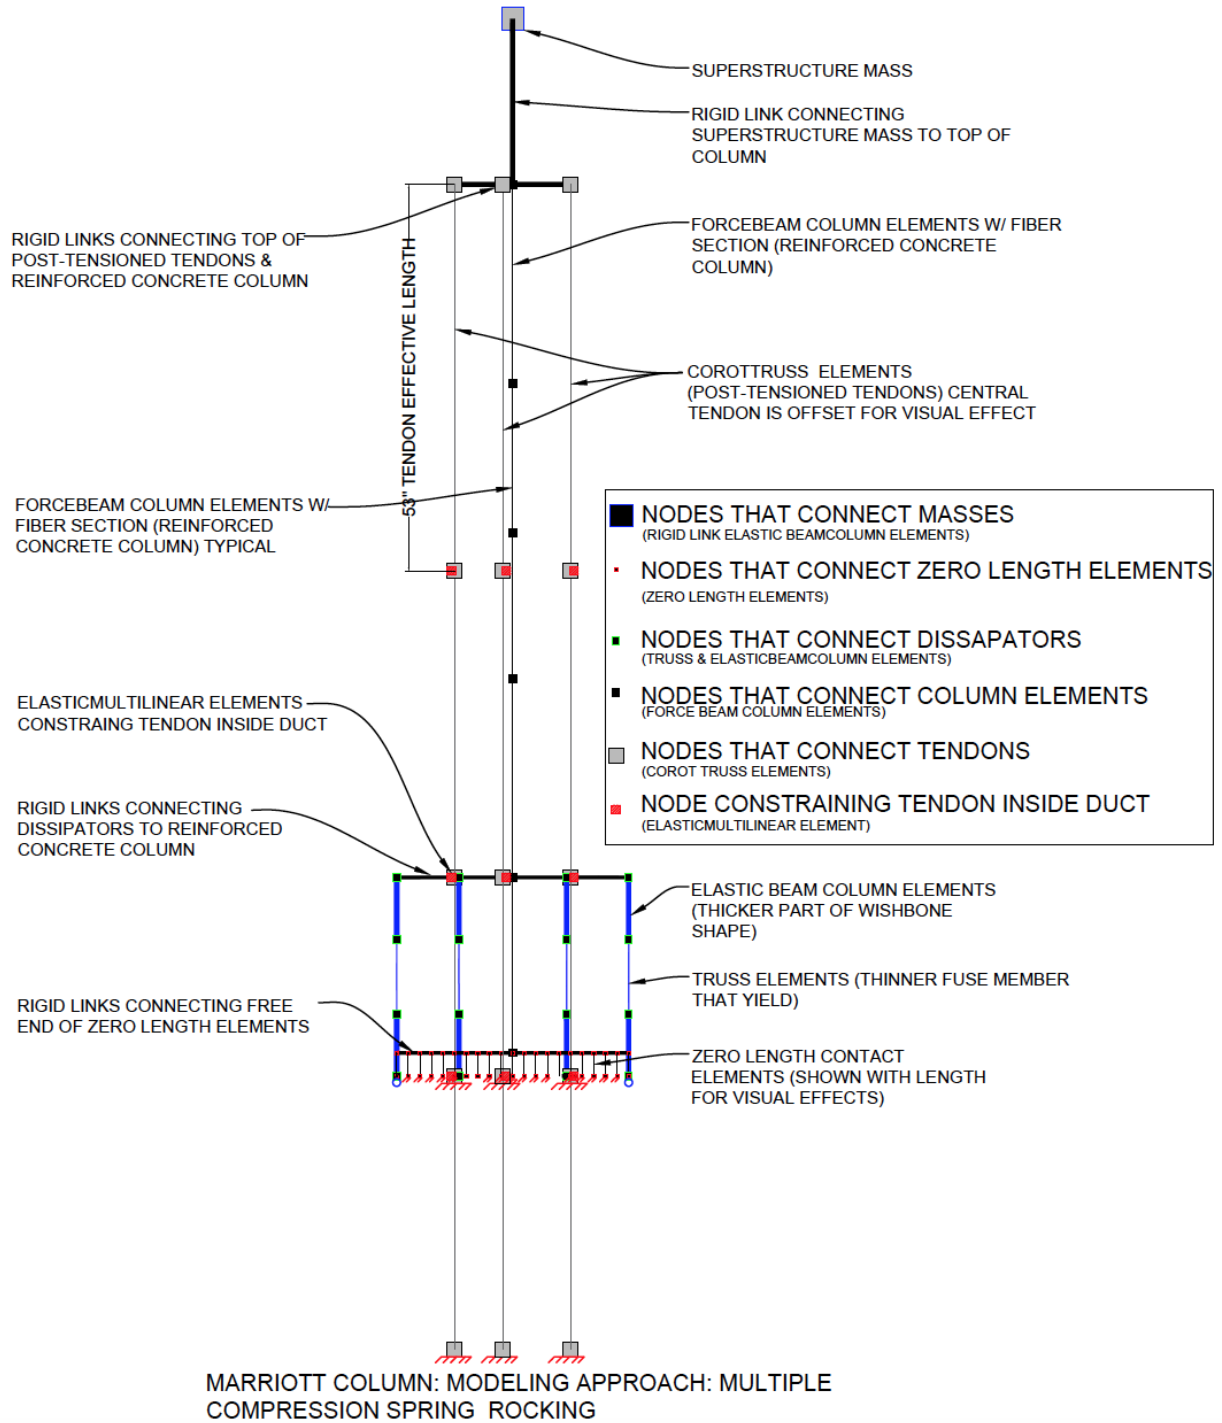 SUPERSTRUCTURE MASS
RIGID LINK CONNECTING
SUPERSTRUCTURE MASS TO TOP OF
COLUMN
RIGID LINKS CONNECTING TOP OF
POST-TENSIONED TENDONS &
REINFORCED CONCRETE COLUMN
53" TENDON EFFECTIVE LENGTH
FORCEBEAM COLUMN ELEMENTS W/ FIBER
SECTION (REINFORCED CONCRETE
COLUMN)
COROTTRUSS ELEMENTS
(POST-TENSIONED TENDONS) CENTRAL
TENDON IS OFFSET FOR VISUAL EFFECT
FORCEBEAM COLUMN ELEMENTS W/
FIBER SECTION (REINFORCED
CONCRETE COLUMN) TYPICAL
NODES THAT CONNECT MASSES
(RIGID LINK ELASTIC BEAMCOLUMN ELEMENTS)
NODES THAT CONNECT ZERO LENGTH ELEMENTS
(ZERO LENGTH ELEMENTS)
NODES THAT CONNECT DISSAPATORS
(TRUSS & ELASTICBEAMCOLUMN ELEMENTS)
NODES THAT CONNECT COLUMN ELEMENTS
(FORCE BEAM COLUMN ELEMENTS)
NODES THAT CONNECT TENDONS
(COROT TRUSS ELEMENTS)
NODE CONSTRAINING TENDON INSIDE DUCT
(ELASTICMULTILINEAR ELEMENT)
ELASTICMULTILINEAR ELEMENTS
CONSTRAING TENDON INSIDE DUCT
RIGID LINKS CONNECTING
DISSIPATORS TO REINFORCED
CONCRETE COLUMN
ELASTIC BEAM COLUMN ELEMENTS
(THICKER PART OF WISHBONE
SHAPE)
TRUSS ELEMENTS (THINNER FUSE MEMBER
THAT YIELD)
RIGID LINKS CONNECTING FREE
END OF ZERO LENGTH ELEMENTS
ZERO LENGTH CONTACT
ELEMENTS (SHOWN WITH LENGTH
FOR VISUAL EFFECTS)
MARRIOTT COLUMN: MODELING APPROACH: MULTIPLE
COMPRESSION SPRING ROCKING